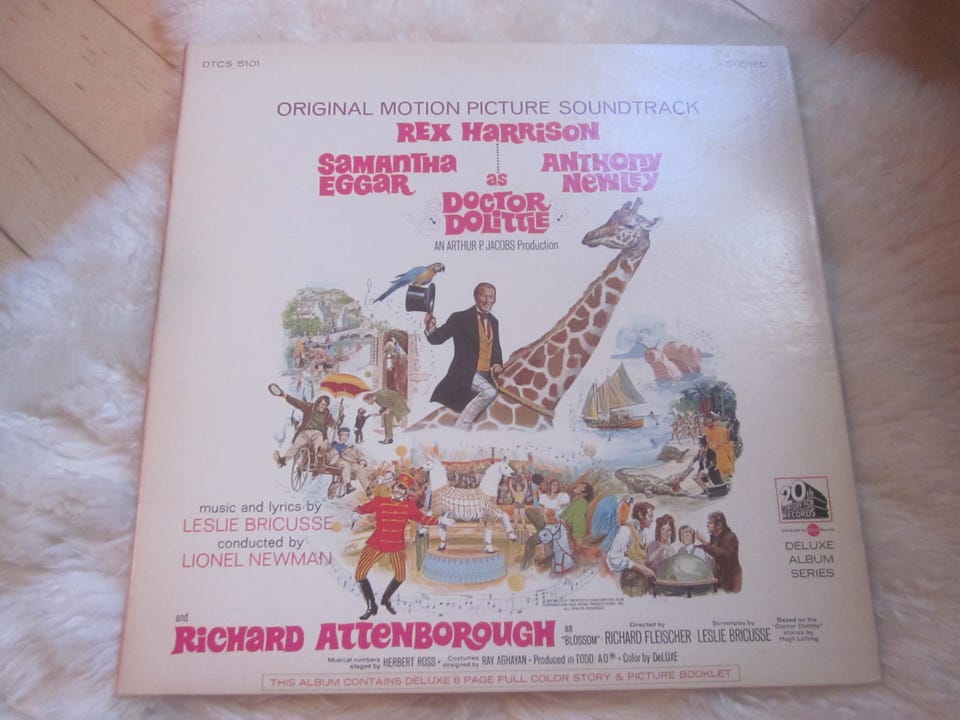 DTCS 5101
STEREO
ORIGINAL MOTION PICTURE SOUNDTRACK
REX HARRISON
SAMANTHA EGGAR
as
ANTHONY NEWLEY
DOCTOR
DOLITTLE
AN ARTHUR P. JACOBS Production
music and lyrics by
LESLIE BRICUSSE
conducted by
LIONEL NEWMAN
20th
CENTURY-FOX
RECORDS
DELUXE
ALBUM
SERIES
and
RICHARD ATTENBOROUGH
as "BLOSSOM" · Directed by RICHARD FLEISCHER · Screenplay by LESLIE BRICUSSE
Based on the
"Doctor Dolittle"
stories by
Hugh Lofting
Musical numbers staged by HERBERT ROSS · Costumes designed by RAY AGHAYAN · Produced in TODD-AO® · Color by DeLUXE
THIS ALBUM CONTAINS DELUXE 8 PAGE FULL COLOR STORY & PICTURE BOOKLET